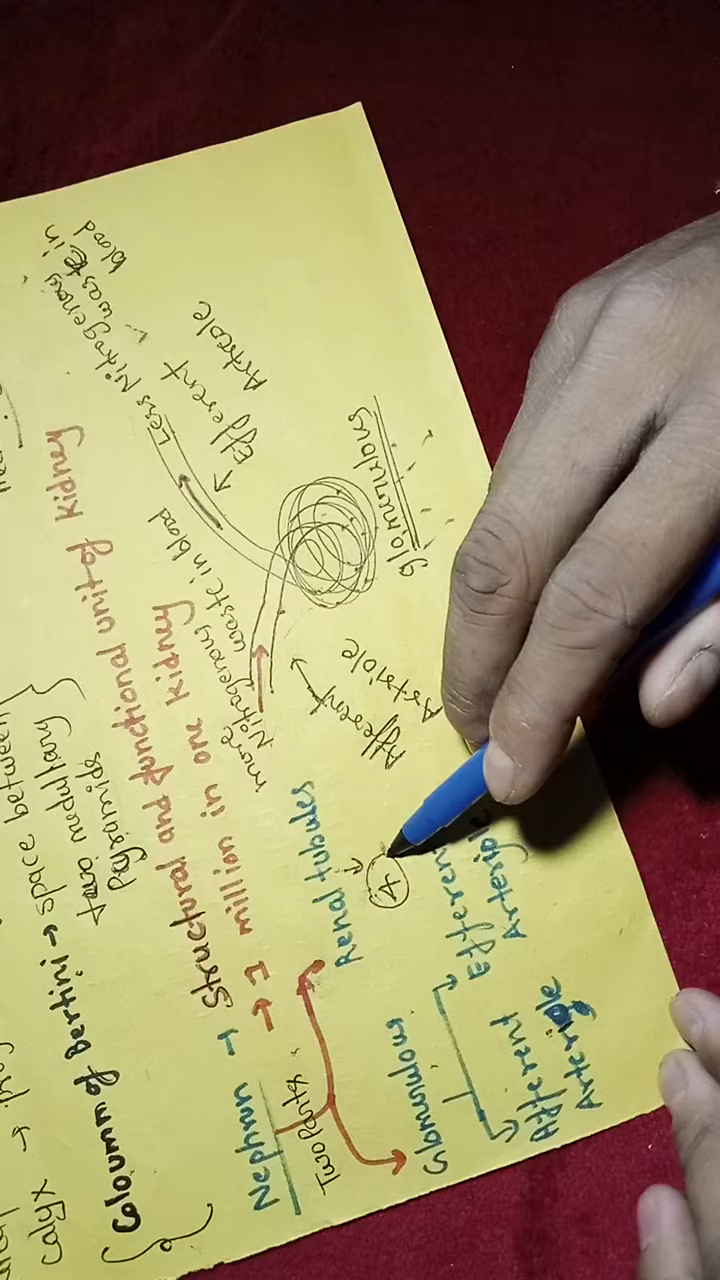 calyx →
{ Coloumn of Bertini → space between
two medullary
Pyramids }
Nephron → Structural and functional unit of kidney
→ 1 million in one kidney
Two Parts
Renal tubules
4
Glomorulous
Efferent
Arteriole
Afferent
Arteriole
more
Nitrogenous
waste in blood
Less Nitrogenous
waste in
blood
Efferent
Arteriole
Afferent
Arteriole
glomorulous